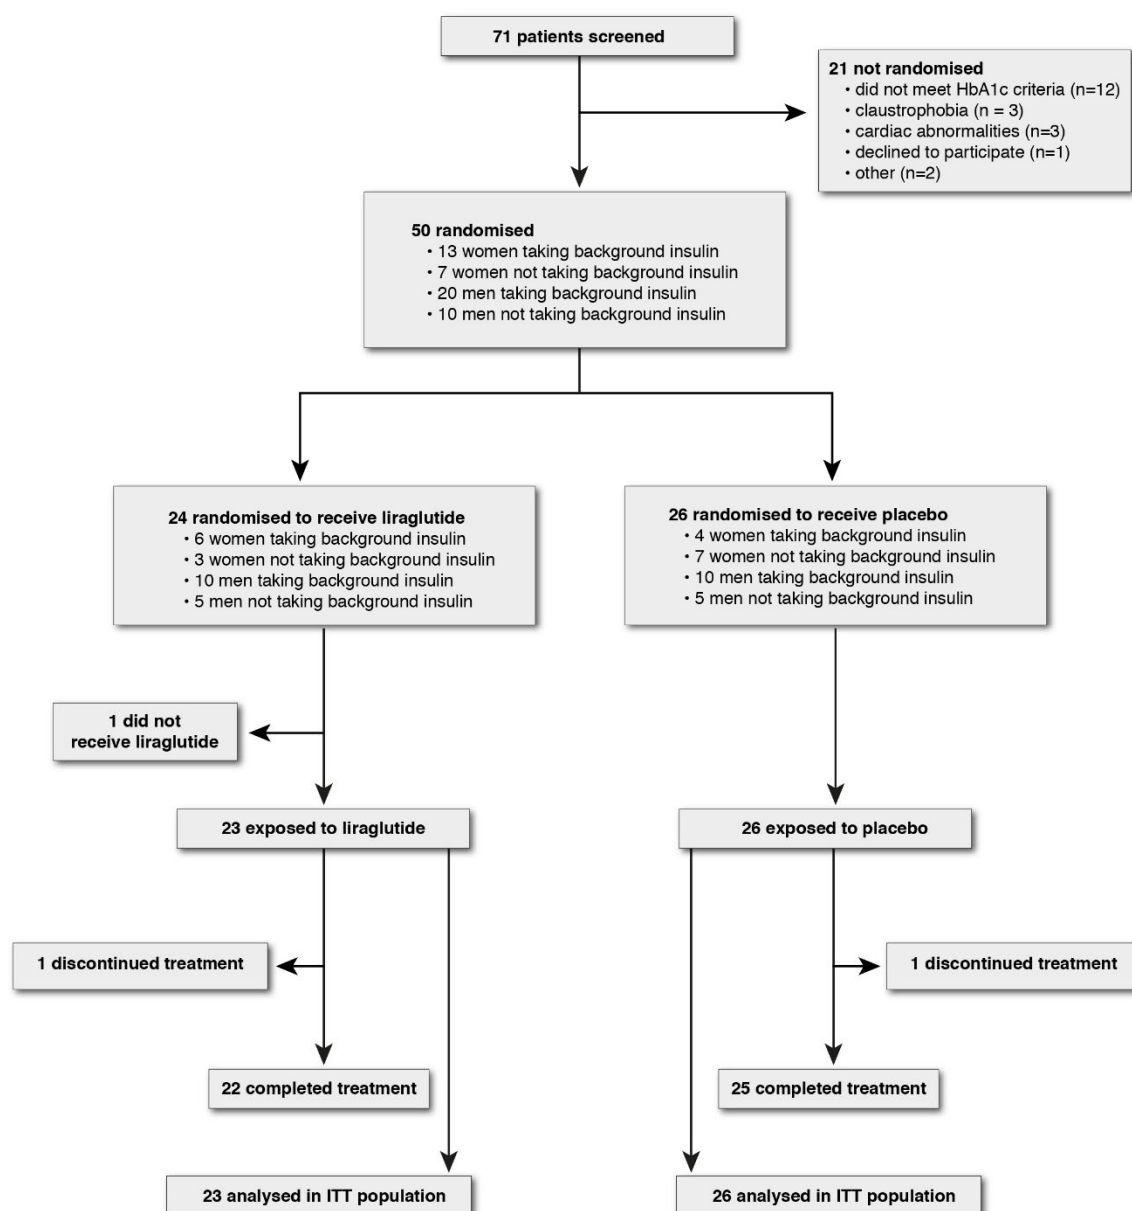 71 patients screened
21 not randomised
• did not meet HbA1c criteria (n=12)
• claustrophobia (n = 3)
• cardiac abnormalities (n=3)
• declined to participate (n=1)
• other (n=2)
50 randomised
• 13 women taking background insulin
• 7 women not taking background insulin
• 20 men taking background insulin
• 10 men not taking background insulin
24 randomised to receive liraglutide
• 6 women taking background insulin
• 3 women not taking background insulin
• 10 men taking background insulin
• 5 men not taking background insulin
26 randomised to receive placebo
• 4 women taking background insulin
• 7 women not taking background insulin
• 10 men taking background insulin
• 5 men not taking background insulin
1 did not
receive liraglutide
23 exposed to liraglutide
26 exposed to placebo
1 discontinued treatment
1 discontinued treatment
22 completed treatment
25 completed treatment
23 analysed in ITT population
26 analysed in ITT population